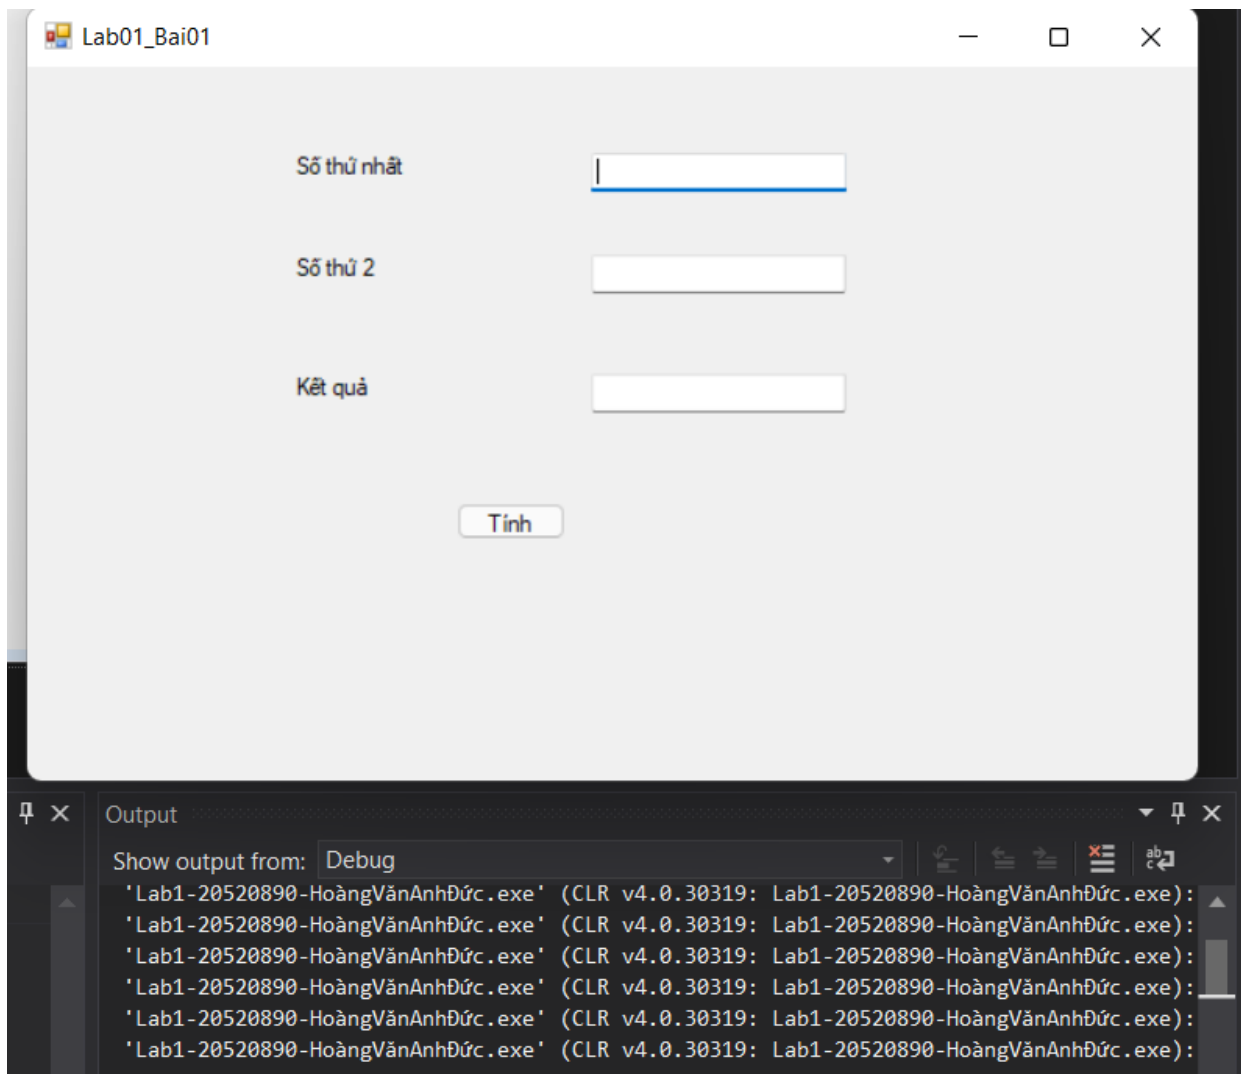 Lab01_Bai01
Số thứ nhất
Số thứ 2
Kết quả
Tính
Output
Show output from: Debug
'Lab1-20520890-HoàngVănAnhĐức.exe' (CLR v4.0.30319: Lab1-20520890-HoàngVănAnhĐức.exe):
'Lab1-20520890-HoàngVănAnhĐức.exe' (CLR v4.0.30319: Lab1-20520890-HoàngVănAnhĐức.exe):
'Lab1-20520890-HoàngVănAnhĐức.exe' (CLR v4.0.30319: Lab1-20520890-HoàngVănAnhĐức.exe):
'Lab1-20520890-HoàngVănAnhĐức.exe' (CLR v4.0.30319: Lab1-20520890-HoàngVănAnhĐức.exe):
'Lab1-20520890-HoàngVănAnhĐức.exe' (CLR v4.0.30319: Lab1-20520890-HoàngVănAnhĐức.exe):
'Lab1-20520890-HoàngVănAnhĐức.exe' (CLR v4.0.30319: Lab1-20520890-HoàngVănAnhĐức.exe):